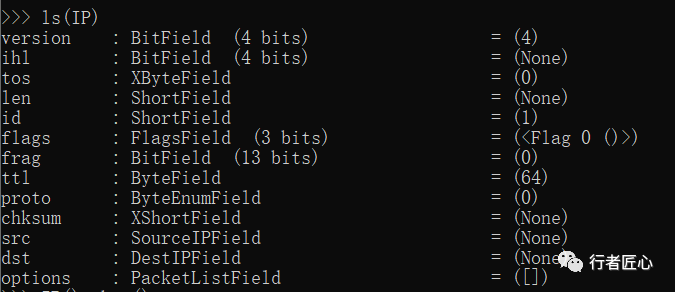 >>> ls(IP)
version    : BitField  (4 bits)                  = (4)
ihl        : BitField  (4 bits)                  = (None)
tos        : XByteField                          = (0)
len        : ShortField                          = (None)
id         : ShortField                          = (1)
flags      : FlagsField  (3 bits)                = (<Flag 0 ()>)
frag       : BitField  (13 bits)                 = (0)
ttl        : ByteField                           = (64)
proto      : ByteEnumField                       = (0)
chksum     : XShortField                         = (None)
src        : SourceIPField                       = (None)
dst        : DestIPField                         = (None)
行者匠心
options    : PacketListField                     = ([])